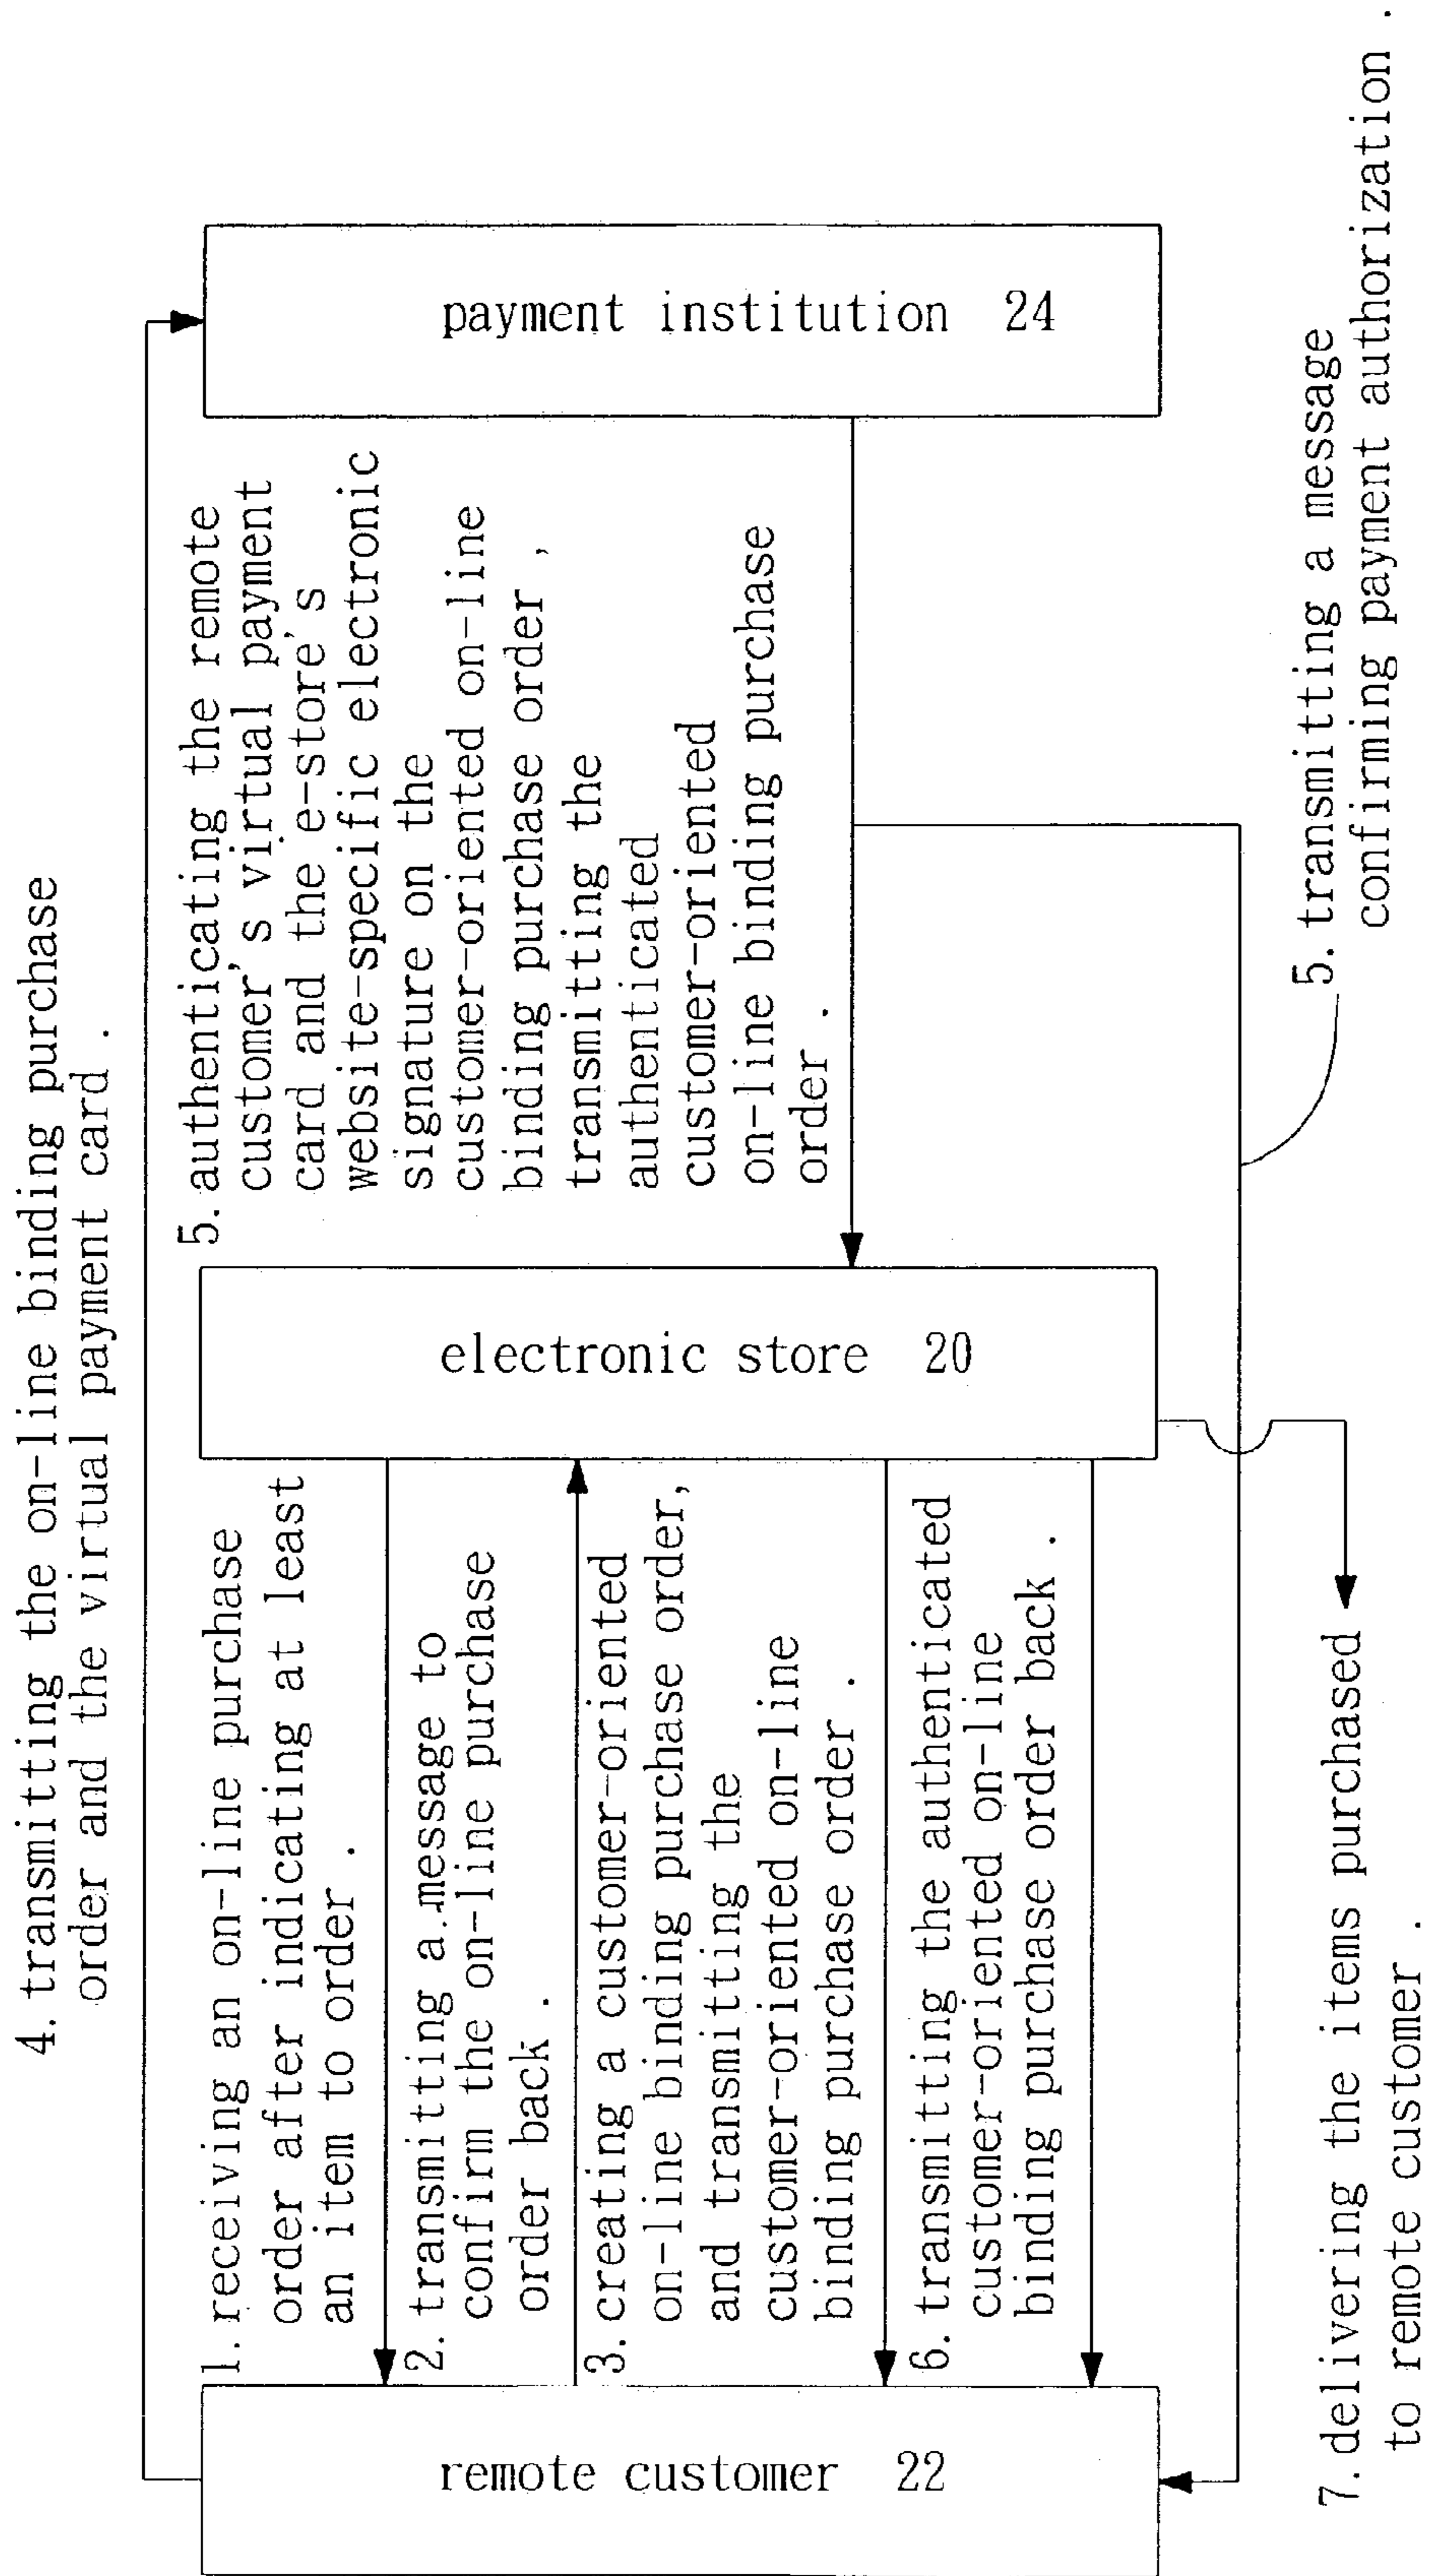 4. transmitting the on-line binding purchase
order and the virtual payment card .
remote customer 22
1. receiving an on-line purchase
order after indicating at least
an item to order .
2. transmitting a message to
confirm the on-line purchase
order back .
3. creating a customer-oriented
on-line binding purchase order,
and transmitting the
customer-oriented on-line
binding purchase order .
6. transmitting the authenticated
customer-oriented on-line
binding purchase order back .
electronic store 20
5. authenticating the remote
customer's virtual payment
card and the e-store's
website-specific electronic
signature on the
customer-oriented on-line
binding purchase order ,
transmitting the
authenticated
customer-oriented
on-line binding purchase
order .
payment institution 24
7. delivering the items purchased
to remote customer .
5. transmitting a message
confirming payment authorization .